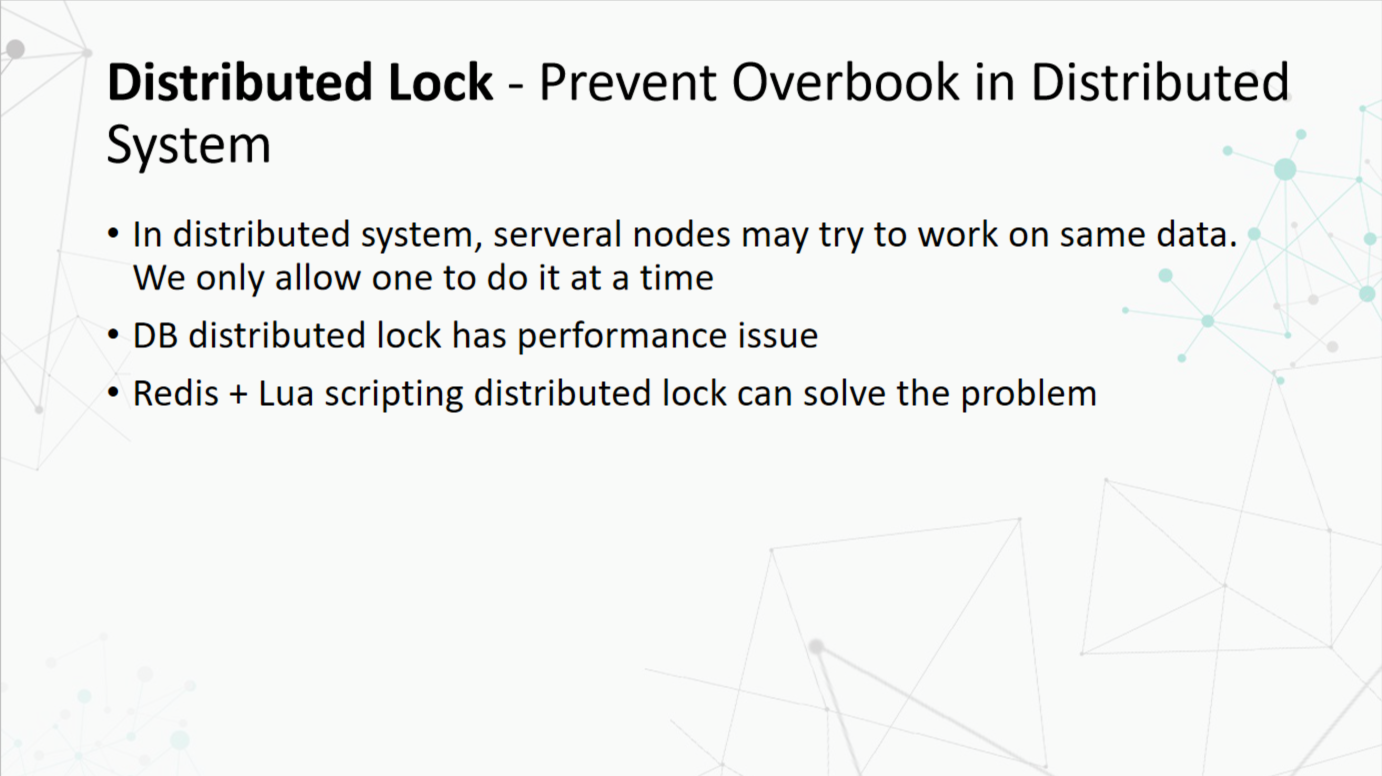 Distributed Lock - Prevent Overbook in Distributed
System
• In distributed system, serveral nodes may try to work on same data.
We only allow one to do it at a time
• DB distributed lock has performance issue
• Redis + Lua scripting distributed lock can solve the problem